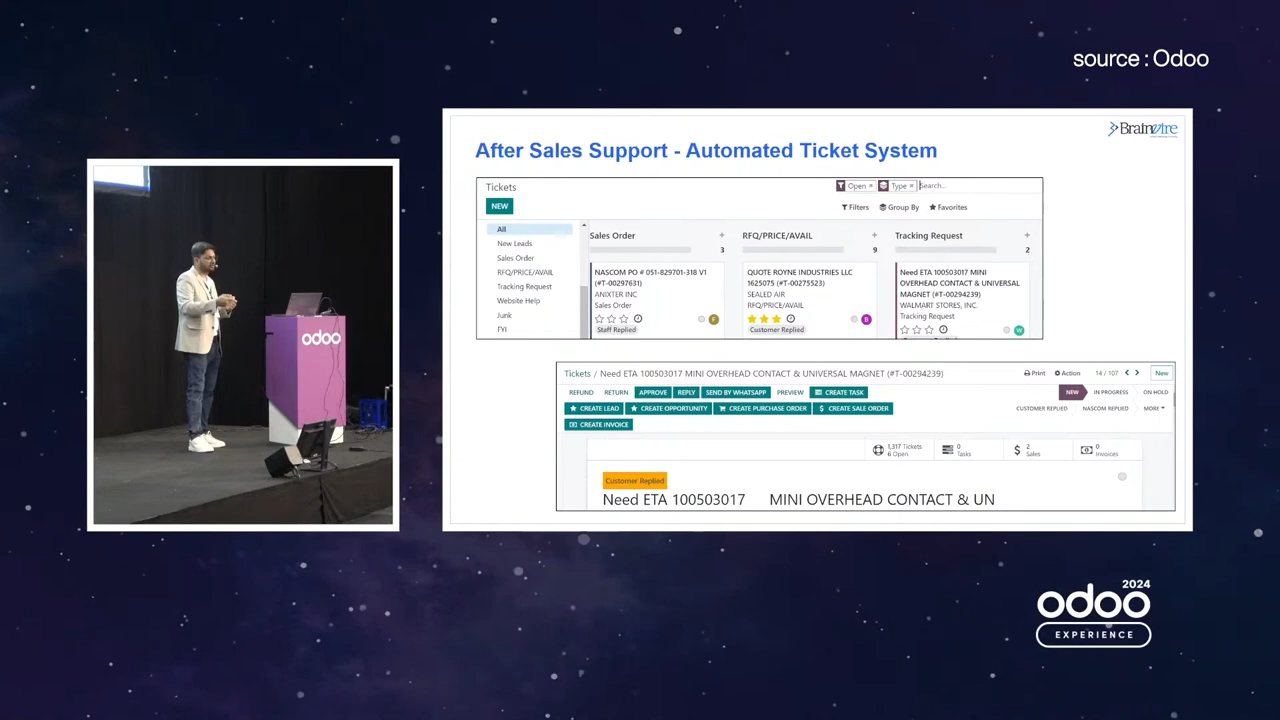 source : Odoo
Brainvire
After Sales Support - Automated Ticket System
Tickets
Open × Type × Search...
NEW
Filters Group By Favorites
All
New Leads
Sales Order
RFQ/PRICE/AVAIL
Tracking Request
Website Help
Junk
FYI
Sales Order +
3
NASCOM PO # 051-829701-318 V1
(#T-00297631)
ANIXTER INC
Sales Order
F
Staff Replied
RFQ/PRICE/AVAIL +
9
QUOTE ROYNE INDUSTRIES LLC
1625075 (#T-00275523)
SEALED AIR
RFQ/PRICE/AVAIL
B
Customer Replied
Tracking Request +
2
Need ETA 100503017 MINI
OVERHEAD CONTACT & UNIVERSAL
MAGNET (#T-00294239)
WALMART STORES, INC.
Tracking Request
W
Tickets / Need ETA 100503017 MINI OVERHEAD CONTACT & UNIVERSAL MAGNET (#T-00294239)
Print Action 14 / 107 New
REFUND RETURN APPROVE REPLY SEND BY WHATSAPP PREVIEW CREATE TASK
NEW IN PROGRESS ON HOLD
CREATE LEAD CREATE OPPORTUNITY CREATE PURCHASE ORDER CREATE SALE ORDER
CUSTOMER REPLIED NASCOM REPLIED MORE
CREATE INVOICE
1,317 Tickets
6 Open
0
Tasks
2
Sales
0
Invoices
Customer Replied
Need ETA 100503017 MINI OVERHEAD CONTACT & UN
odoo
2024
odoo
EXPERIENCE